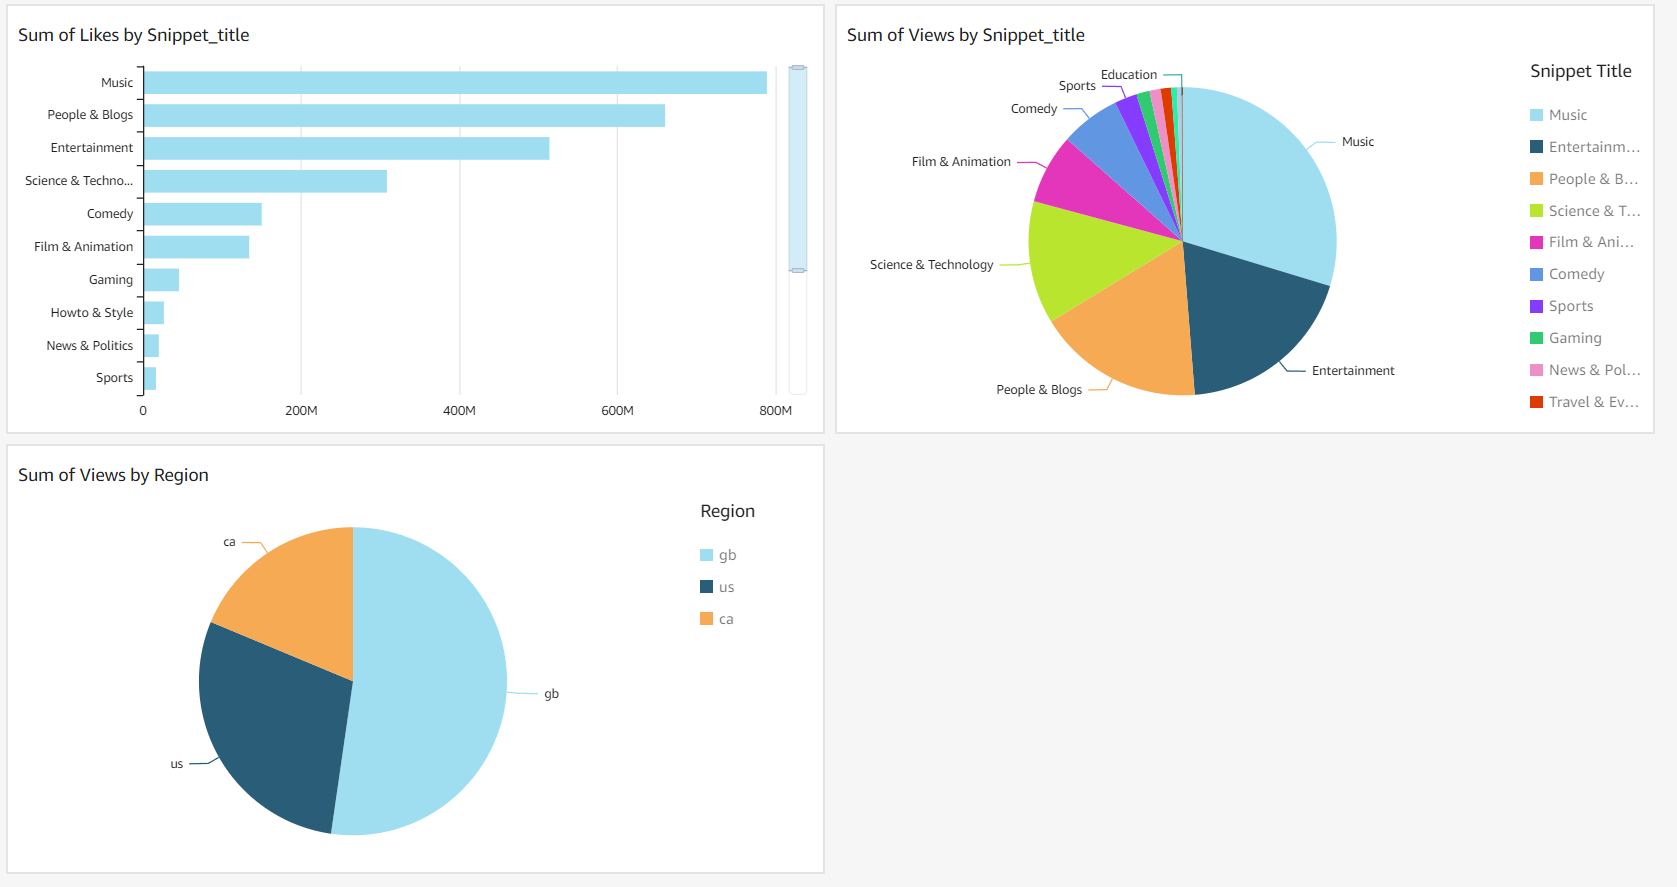 Sum of Likes by Snippet_title
Music
People & Blogs
Entertainment
Science & Techno...
Comedy
Film & Animation
Gaming
Howto & Style
News & Politics
Sports
0 200M 400M 600M 800M
Sum of Views by Snippet_title
Education
Sports
Comedy
Film & Animation
Science & Technology
People & Blogs
Music
Entertainment
Snippet Title
Music
Entertainm...
People & B...
Science & T...
Film & Ani...
Comedy
Sports
Gaming
News & Pol...
Travel & Ev...
Sum of Views by Region
ca
us
gb
Region
gb
us
ca